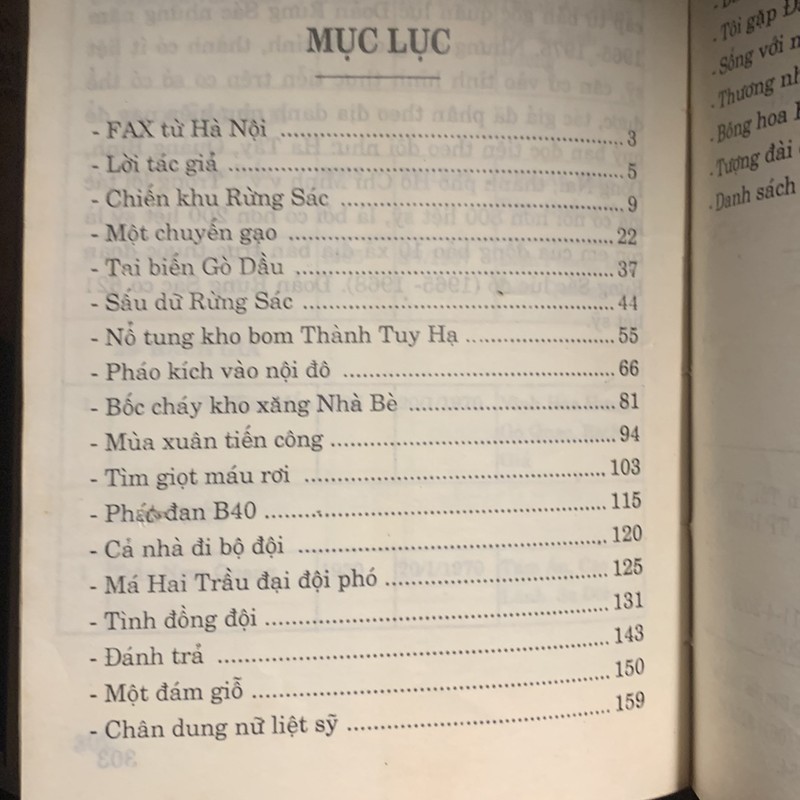 MỤC LỤC
- FAX từ Hà Nội ........ 3
- Lời tác giả ........ 5
- Chiến khu Rừng Sác ........ 9
- Một chuyến gạo ........ 22
- Tai biến Gò Dầu ........ 37
- Sấu dữ Rừng Sác ........ 44
- Nổ tung kho bom Thành Tuy Hạ ........ 55
- Pháo kích vào nội đô ........ 66
- Bốc cháy kho xăng Nhà Bè ........ 81
- Mùa xuân tiến công ........ 94
- Tìm giọt máu rơi ........ 103
- Phát đan B40 ........ 115
- Cả nhà đi bộ đội ........ 120
- Má Hai Trầu đại đội phó ........ 125
- Tình đồng đội ........ 131
- Đánh trả ........ 143
- Một đám giỗ ........ 150
- Chân dung nữ liệt sỹ ........ 159
. Tôi gặp
. Sống với
. Thương
. Bông hoa
. Tượng đài
. Danh sách